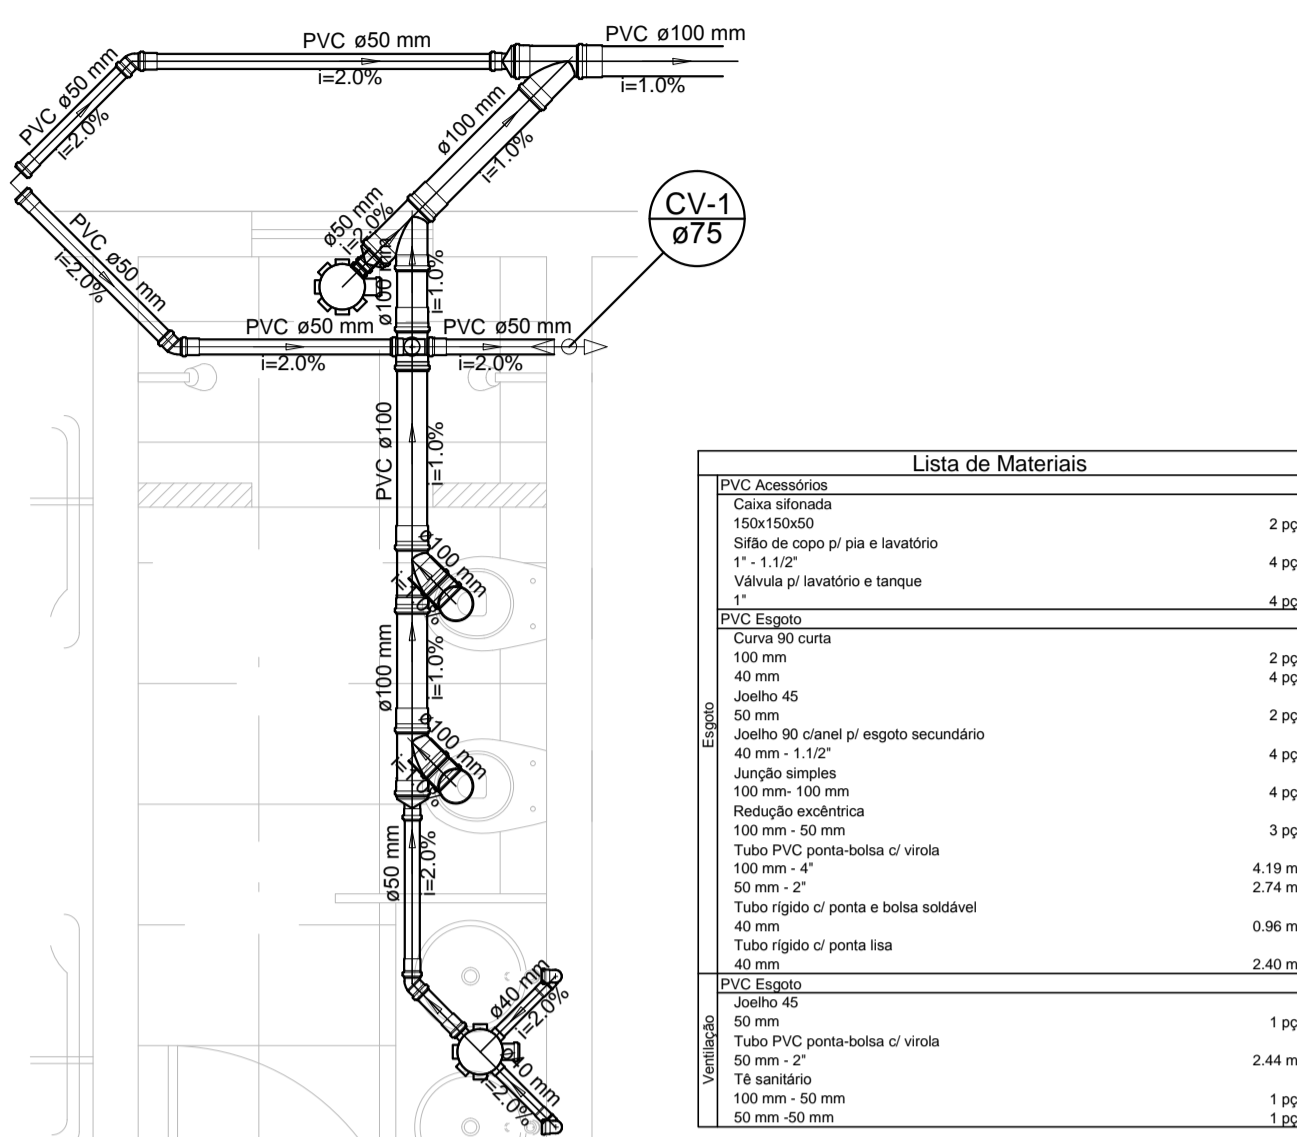 PVC ø50 mm
i=2.0%
PVC ø100 mm
i=1.0%
PVC ø50 mm
i=2.0%
ø100 mm
i=1.0%
PVC ø50 mm
i=2.0%
ø50 mm
i=2.0%
CV-1
ø75
ø100 mm
i=1.0%
PVC ø50 mm
i=2.0%
PVC ø50 mm
i=2.0%
PVC ø100
i=1.0%
ø100 mm
ø100 mm
i=1.0%
ø100 mm
ø50 mm
i=2.0%
ø40 mm
i=2.0%
ø40 mm
i=2.0%
Lista de Materiais
Esgoto
PVC Acessórios
Caixa sifonada
150x150x50 2 pç
Sifão de copo p/ pia e lavatório
1" - 1.1/2" 4 pç
Válvula p/ lavatório e tanque
1" 4 pç
PVC Esgoto
Curva 90 curta
100 mm 2 pç
40 mm 4 pç
Joelho 45
50 mm 2 pç
Joelho 90 c/anel p/ esgoto secundário
40 mm - 1.1/2" 4 pç
Junção simples
100 mm- 100 mm 4 pç
Redução excêntrica
100 mm - 50 mm 3 pç
Tubo PVC ponta-bolsa c/ virola
100 mm - 4" 4.19 m
50 mm - 2" 2.74 m
Tubo rígido c/ ponta e bolsa soldável
40 mm 0.96 m
Tubo rígido c/ ponta lisa
40 mm 2.40 m
Ventilação
PVC Esgoto
Joelho 45
50 mm 1 pç
Tubo PVC ponta-bolsa c/ virola
50 mm - 2" 2.44 m
Tê sanitário
100 mm - 50 mm 1 pç
50 mm -50 mm 1 pç